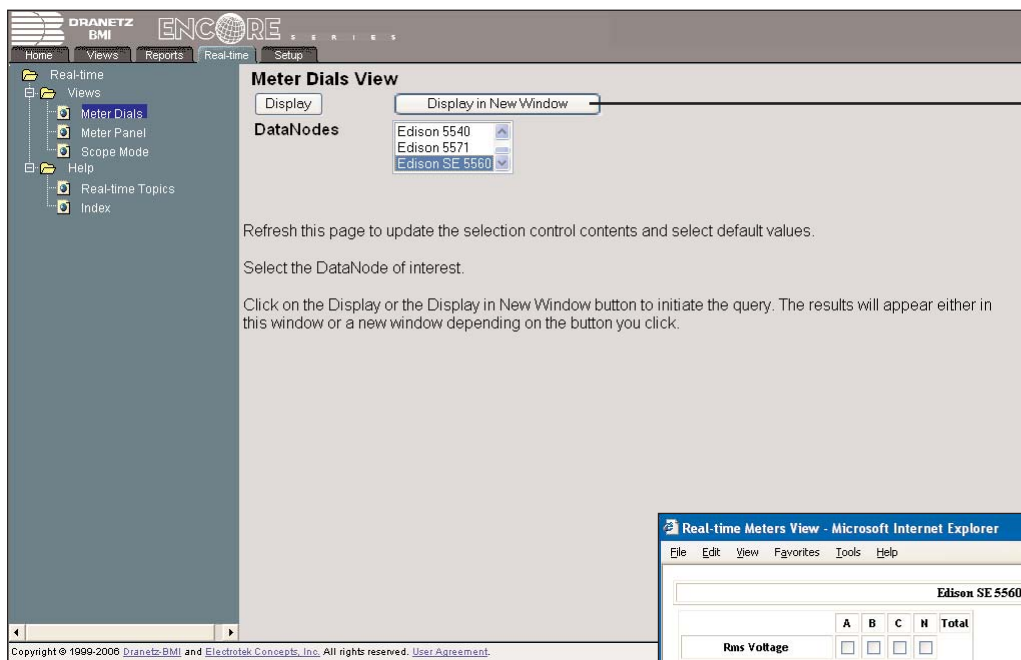 DRANETZ
BMI
ENCORE
SERIES
Home Views Reports Real-time Setup
Real-time
Views
Meter Dials
Meter Panel
Scope Mode
Help
Real-time Topics
Index
Meter Dials View
Display Display in New Window
DataNodes
Edison 5540
Edison 5571
Edison SE 5560
Refresh this page to update the selection control contents and select default values.
Select the DataNode of interest.
Click on the Display or the Display in New Window button to initiate the query. The results will appear either in
this window or a new window depending on the button you click.
Real-time Meters View - Microsoft Internet Explorer
File Edit View Favorites Tools Help
Edison SE 5560
A B C N Total
Rms Voltage
Copyright © 1999-2006 Dranetz-BMI and Electrotek Concepts, Inc. All rights reserved. User Agreement.